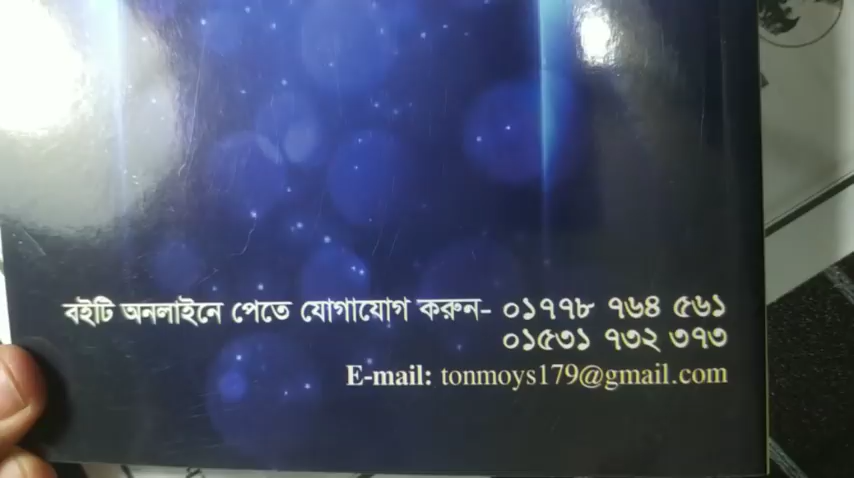 বইটি অনলাইনে পেতে যোগাযোগ করুন- ০১৭৭৮ ৭৬৪ ৫৬১
০১৫৩১ ৭৩২ ৩৭৩
E-mail: tonmoys179@gmail.com